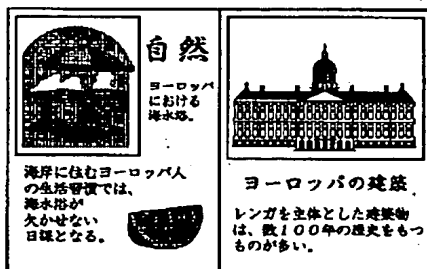 自然
ヨーロッパ
における
海水浴。
海岸に住むヨーロッパ人
の生活習慣では、
海水浴が
欠かせない
日課となる。
ヨーロッパの建築
レンガを主体とした建築物
は、数100年の歴史をもつ
ものが多い。